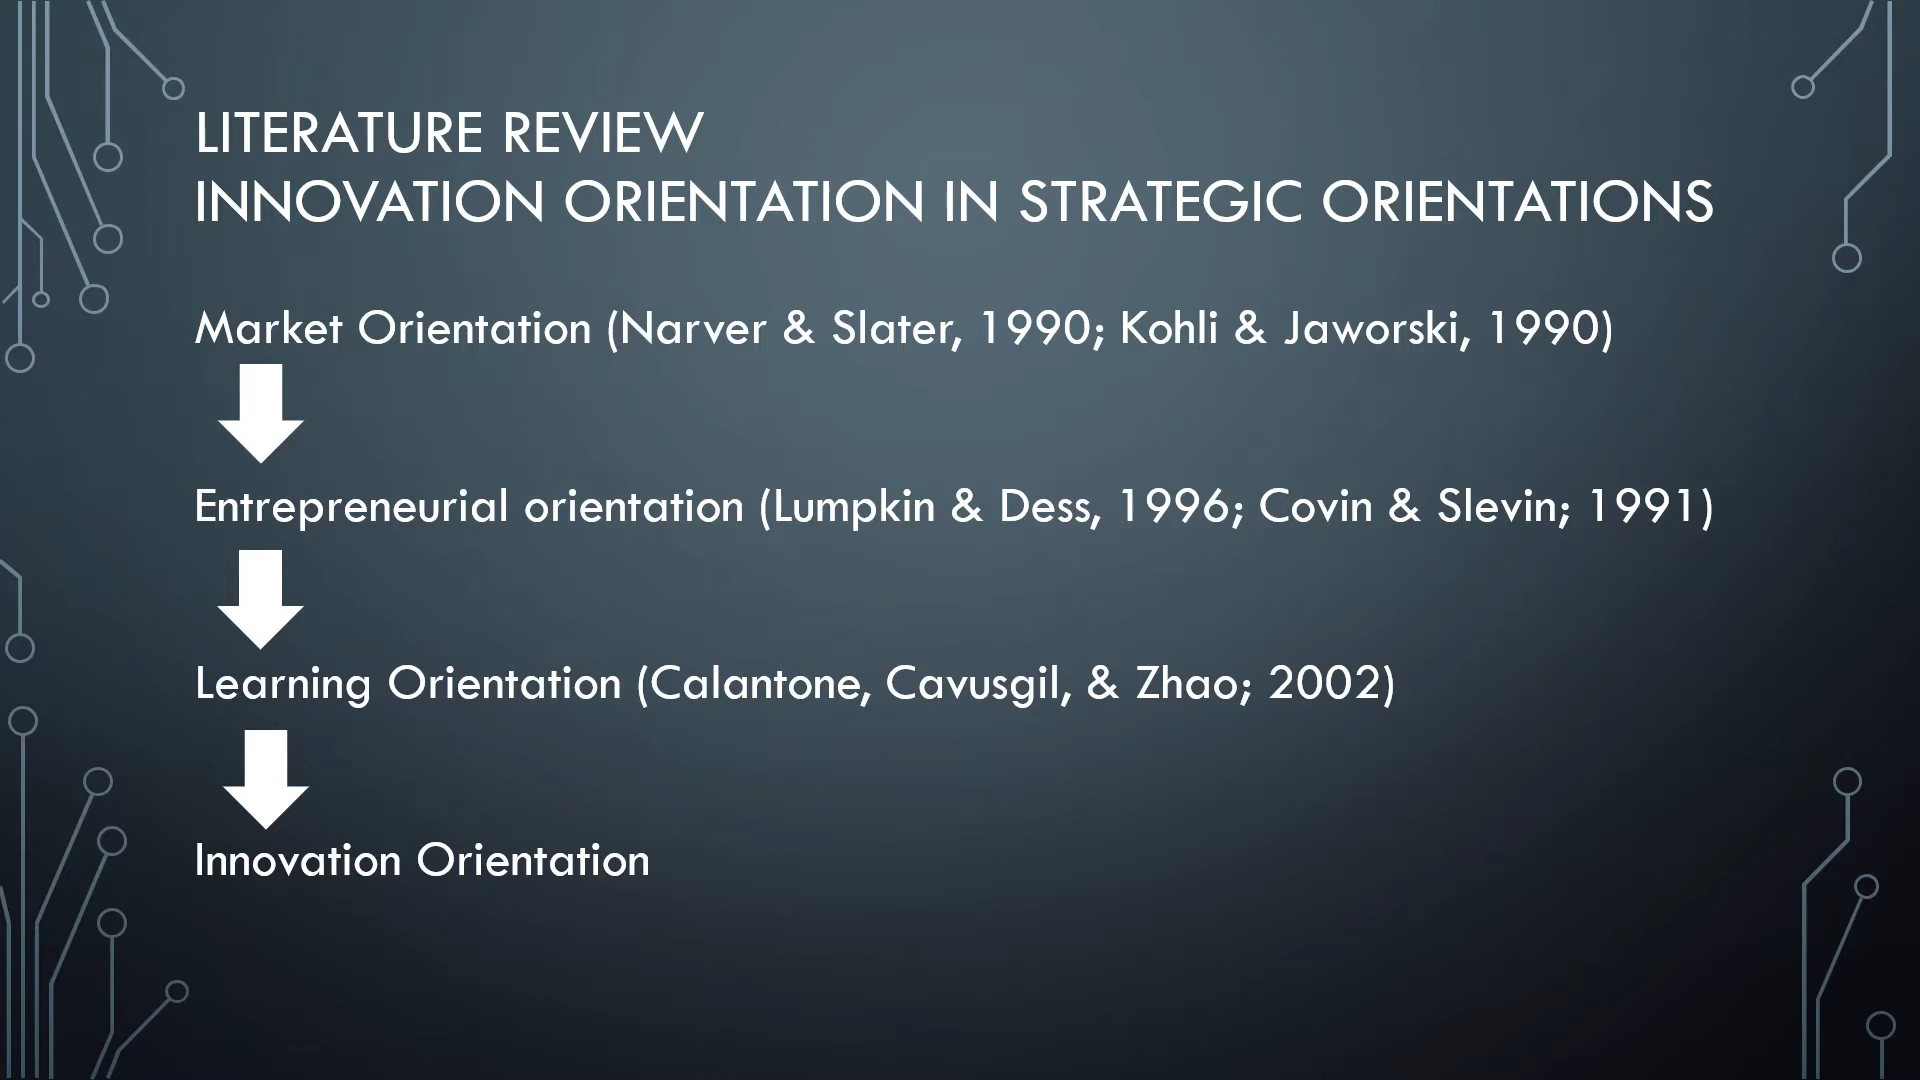 LITERATURE REVIEW
INNOVATION ORIENTATION IN STRATEGIC ORIENTATIONS
Market Orientation (Narver & Slater, 1990; Kohli & Jaworski, 1990)
Entrepreneurial orientation (Lumpkin & Dess, 1996; Covin & Slevin; 1991)
Learning Orientation (Calantone, Cavusgil, & Zhao; 2002)
Innovation Orientation